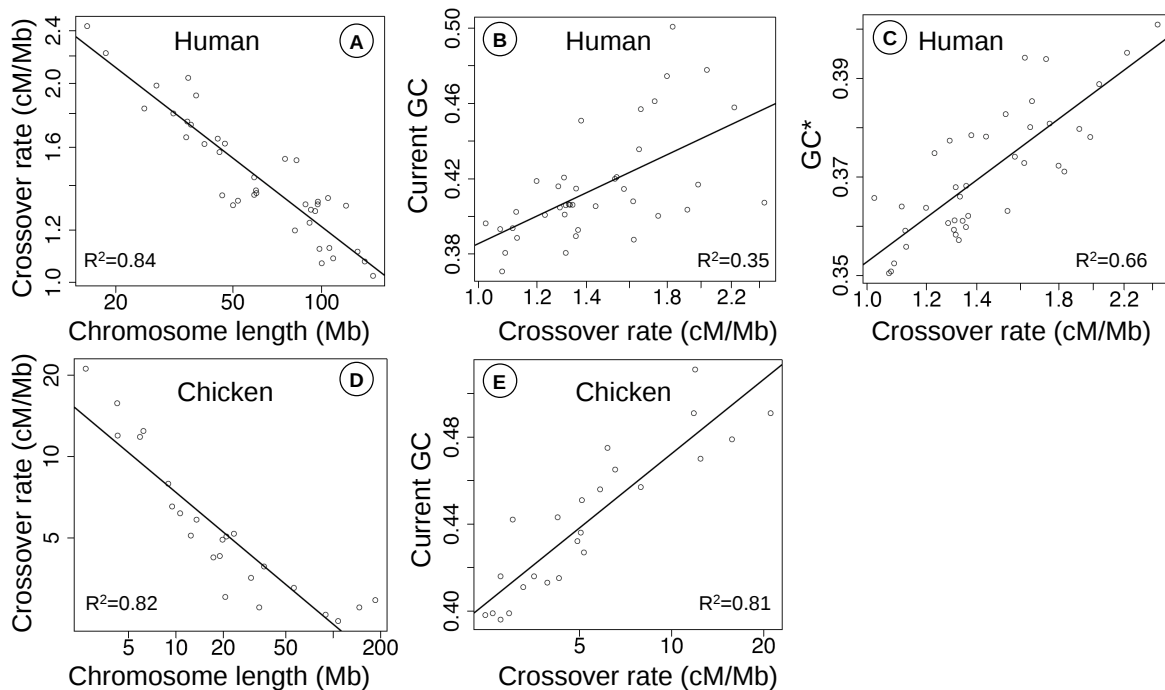 A
Human
Crossover rate (cM/Mb)
2.4
2.0
1.6
1.2
1.0
R²=0.84
20
50
100
Chromosome length (Mb)
B
Human
Current GC
0.50
0.46
0.42
0.38
R²=0.35
1.0
1.2
1.4
1.8
2.2
Crossover rate (cM/Mb)
C
Human
GC*
0.39
0.37
0.35
R²=0.66
1.0
1.2
1.4
1.8
2.2
Crossover rate (cM/Mb)
D
Chicken
Crossover rate (cM/Mb)
20
10
5
R²=0.82
5
10
20
50
100
200
Chromosome length (Mb)
E
Chicken
Current GC
0.48
0.44
0.40
R²=0.81
5
10
20
Crossover rate (cM/Mb)